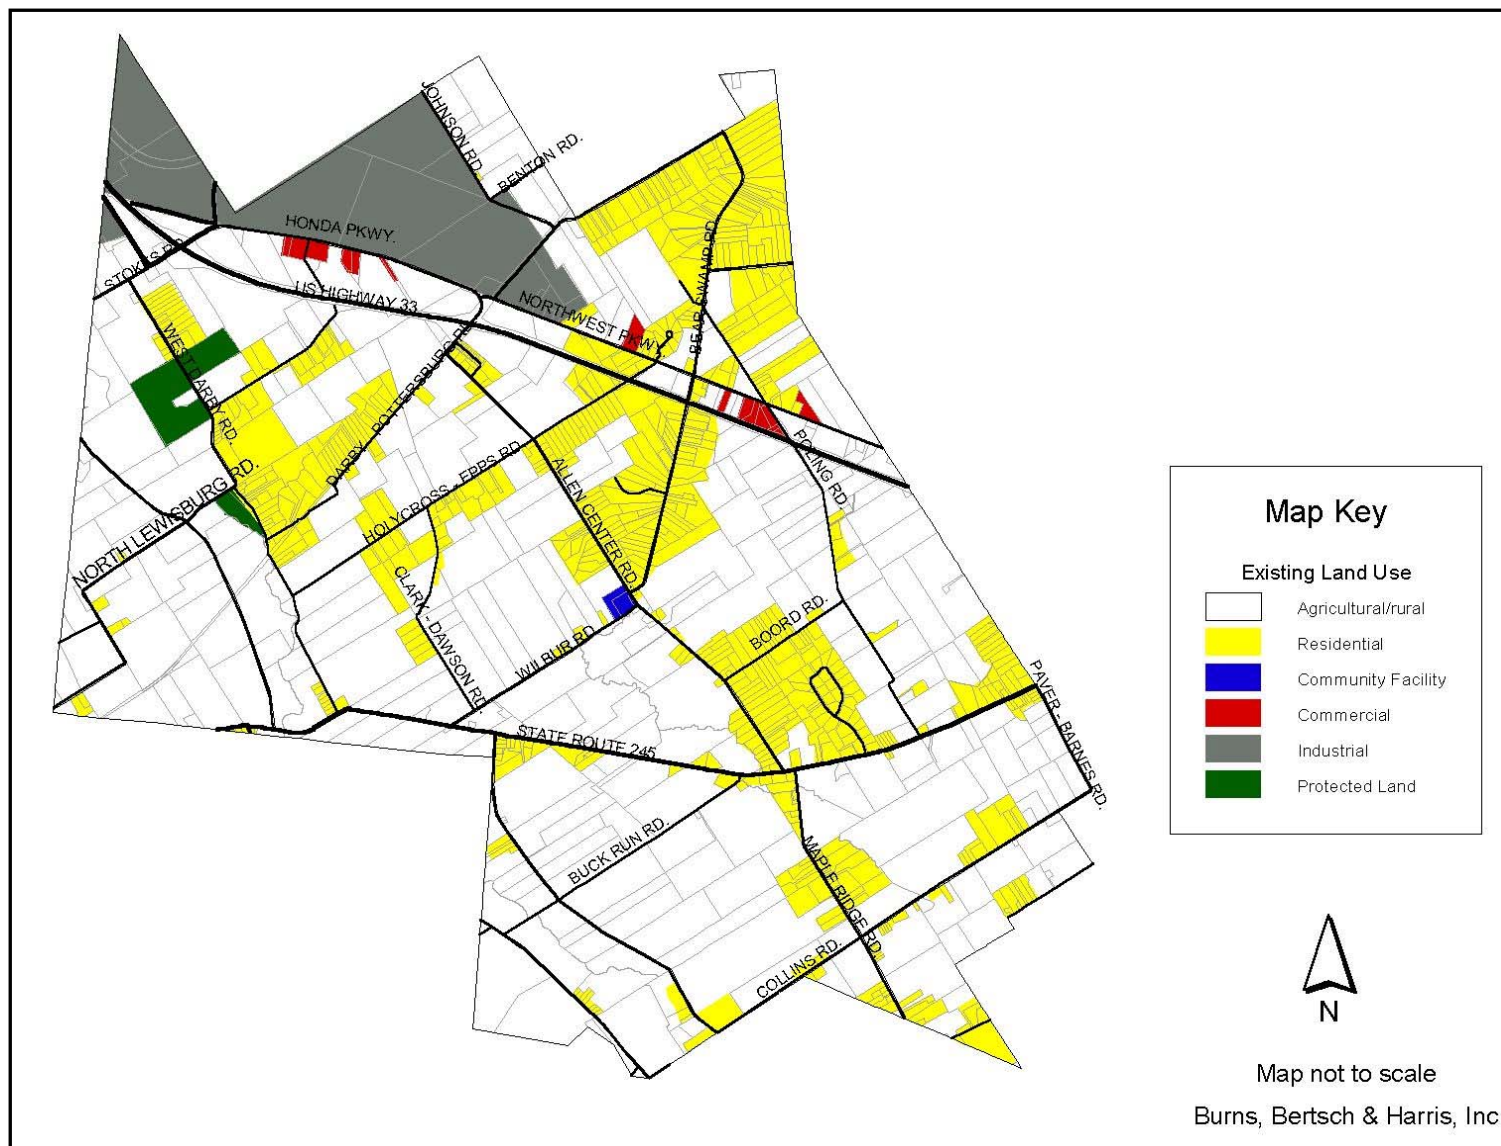 JOHNSON RD.
BENTON RD.
HONDA PKWY.
STOKES RD.
US HIGHWAY 33
NORTHWEST PKWY.
BEAR SWAMP RD.
WEST DARBY RD.
DARBY - POTTERSBURG RD.
POLING RD.
NORTH LEWISBURG RD.
HOLYCROSS - EPPS RD.
ALLEN CENTER RD.
CLARK - DAWSON RD.
WILBUR RD.
BOORD RD.
STATE ROUTE 245
PAVER - BARNES RD.
BUCK RUN RD.
MAPLE RIDGE RD.
COLLINS RD.
Map Key
Existing Land Use
Agricultural/rural
Residential
Community Facility
Commercial
Industrial
Protected Land
N
Map not to scale
Burns, Bertsch & Harris, Inc